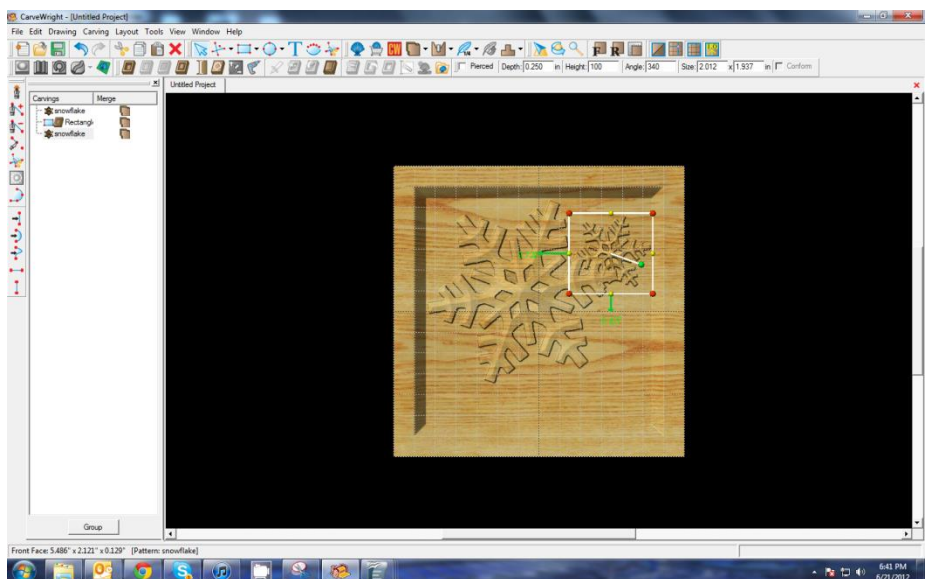 CarveWright - [Untitled Project]
File Edit Drawing Carving Layout Tools View Window Help
Pierced Depth: 0.250 in Height: 100 Angle: 340 Size: 2.012 x 1.937 in Conform
Untitled Project
Carvings Merge
snowflake
Rectangl
snowflake
Group
Front Face: 5.486" x 2.121" x 0.129" [Pattern: snowflake]
6:41 PM
6/21/2012